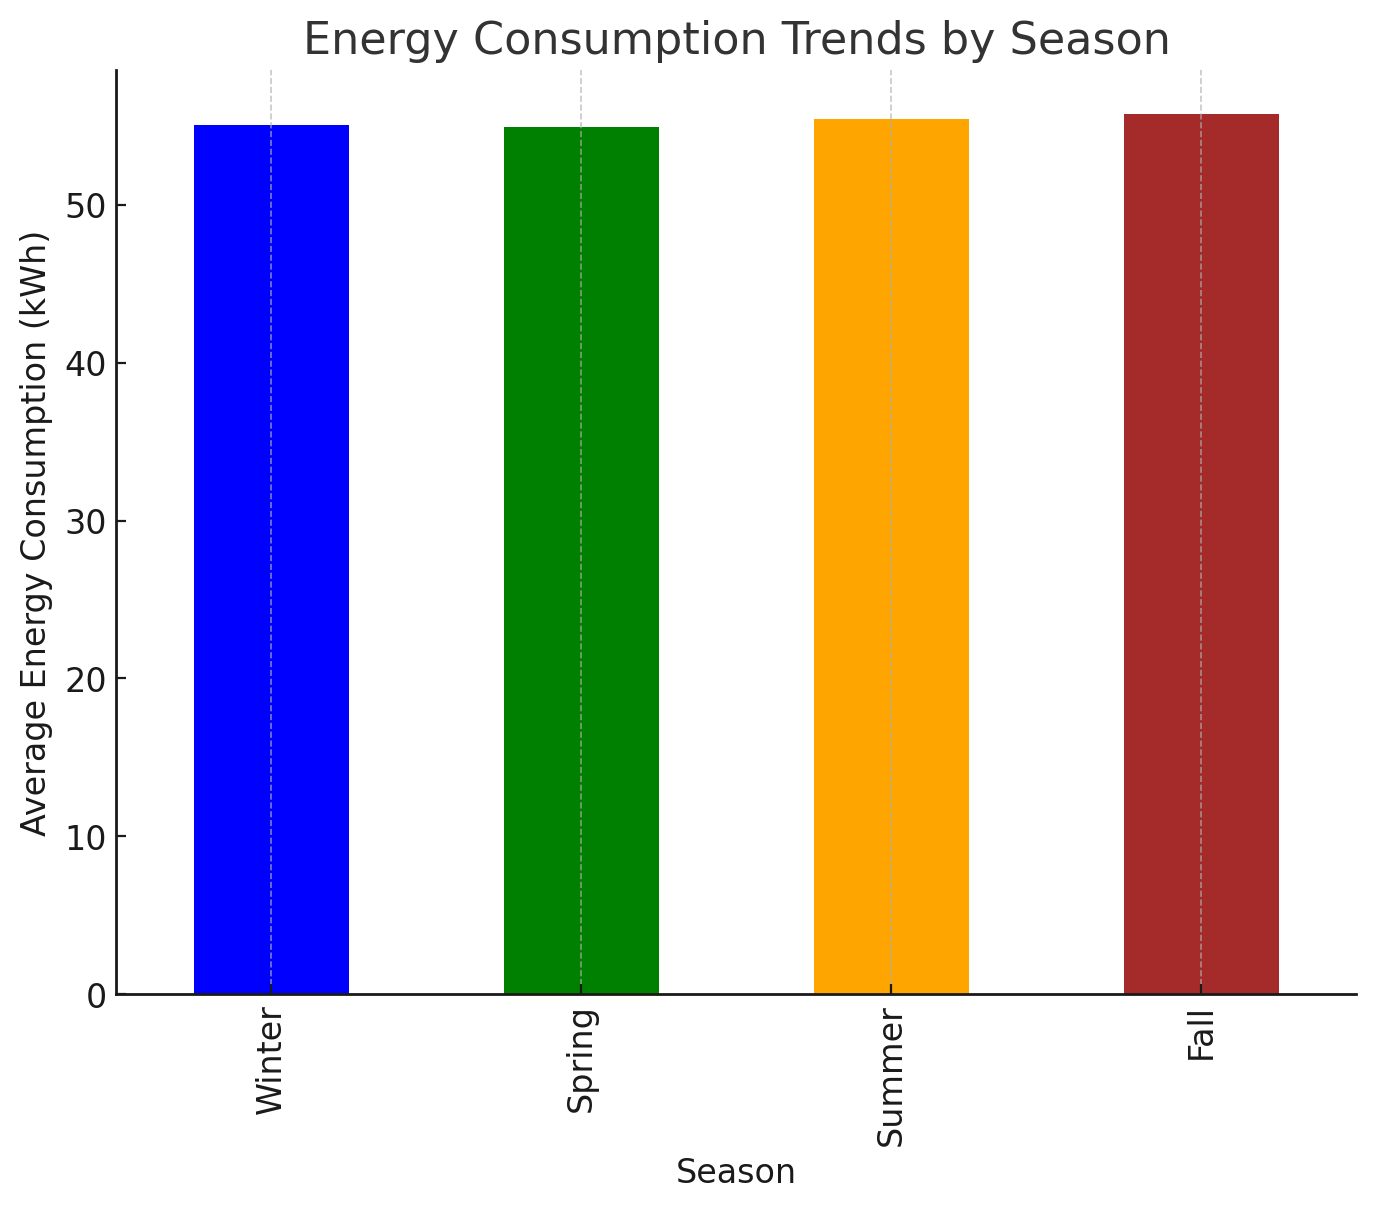 Energy Consumption Trends by Season
Average Energy Consumption (kWh)
50
40
30
20
10
0
Winter
Spring
Summer
Fall
Season